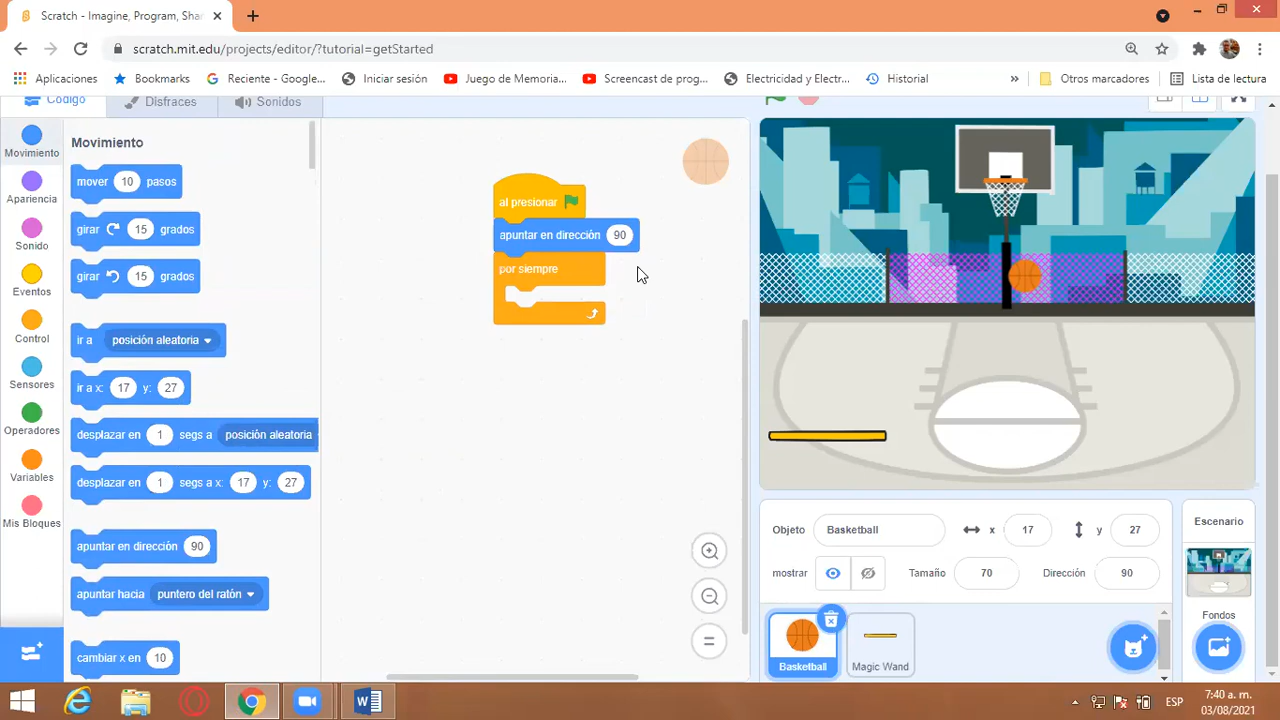 Scratch - Imagine, Program, Sha
scratch.mit.edu/projects/editor/?tutorial=getStarted
Aplicaciones
Bookmarks
Reciente - Google...
Iniciar sesión
Juego de Memoria...
Screencast de prog...
Electricidad y Electr...
Historial
»
Otros marcadores
Lista de lectura
Código
Disfraces
Sonidos
Movimiento
Apariencia
Sonido
Eventos
Control
Sensores
Operadores
Variables
Mis Bloques
Movimiento
mover 10 pasos
girar 15 grados
girar 15 grados
ir a posición aleatoria
ir a x: 17 y: 27
desplazar en 1 segs a posición aleatoria
desplazar en 1 segs a x: 17 y: 27
apuntar en dirección 90
apuntar hacia puntero del ratón
cambiar x en 10
al presionar
apuntar en dirección 90
por siempre
Objeto Basketball x 17 y 27
mostrar Tamaño 70 Dirección 90
Basketball
Magic Wand
Escenario
Fondos
ESP
7:40 a. m.
03/08/2021